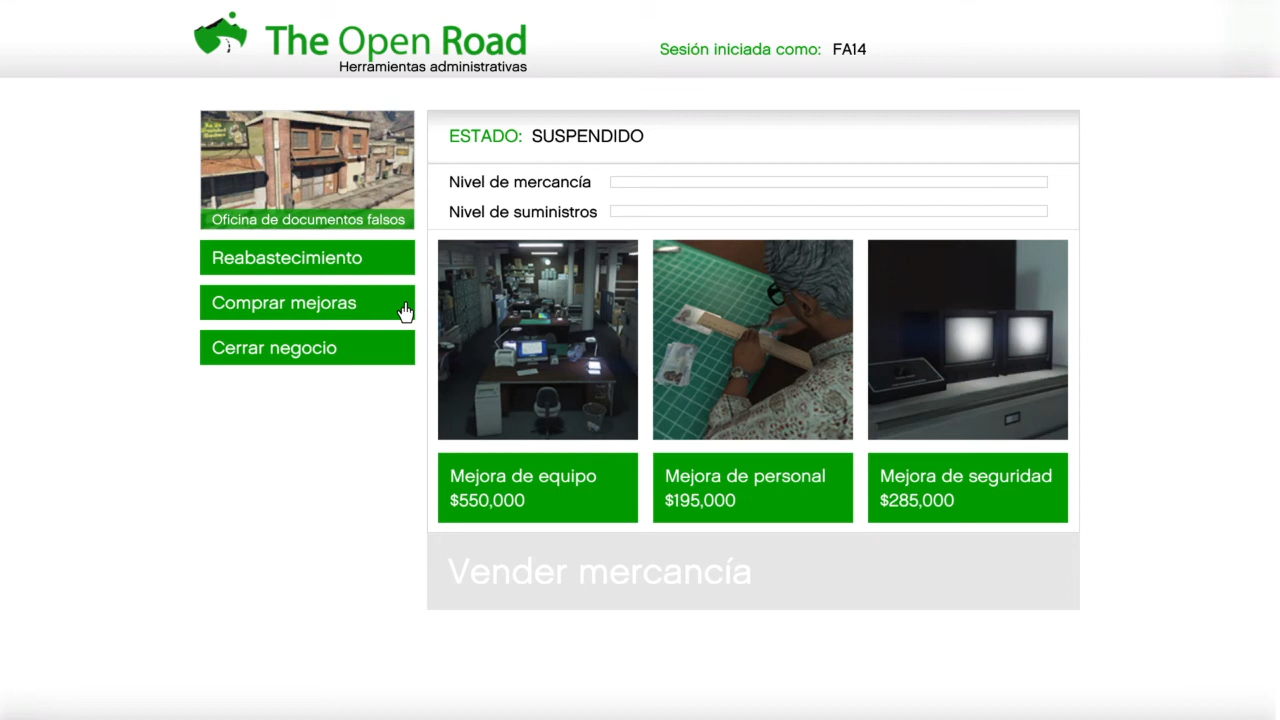 The Open Road
Herramientas administrativas
Sesión iniciada como: FA14
Oficina de documentos falsos
Reabastecimiento
Comprar mejoras
Cerrar negocio
ESTADO: SUSPENDIDO
Nivel de mercancía
Nivel de suministros
Mejora de equipo
$550,000
Mejora de personal
$195,000
Mejora de seguridad
$285,000
Vender mercancía